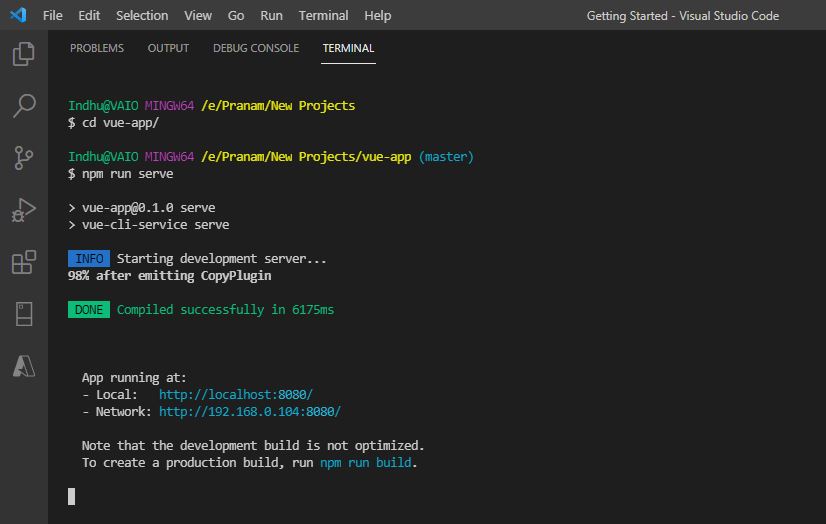 File Edit Selection View Go Run Terminal Help Getting Started - Visual Studio Code
PROBLEMS OUTPUT DEBUG CONSOLE TERMINAL
Indhu@VAIO MINGW64 /e/Pranam/New Projects
$ cd vue-app/
Indhu@VAIO MINGW64 /e/Pranam/New Projects/vue-app (master)
$ npm run serve
> vue-app@0.1.0 serve
> vue-cli-service serve
INFO Starting development server...
98% after emitting CopyPlugin
DONE Compiled successfully in 6175ms
App running at:
- Local: http://localhost:8080/
- Network: http://192.168.0.104:8080/
Note that the development build is not optimized.
To create a production build, run npm run build.